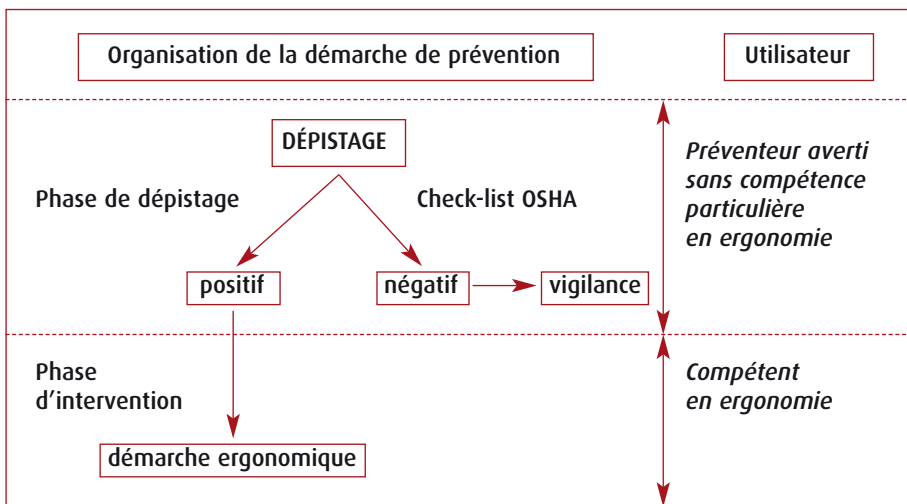 Organisation de la démarche de prévention
Utilisateur
DÉPISTAGE
Phase de dépistage
Check-list OSHA
Préventeur averti
sans compétence
particulière
en ergonomie
positif
négatif
vigilance
Phase
d'intervention
Compétent
en ergonomie
démarche ergonomique